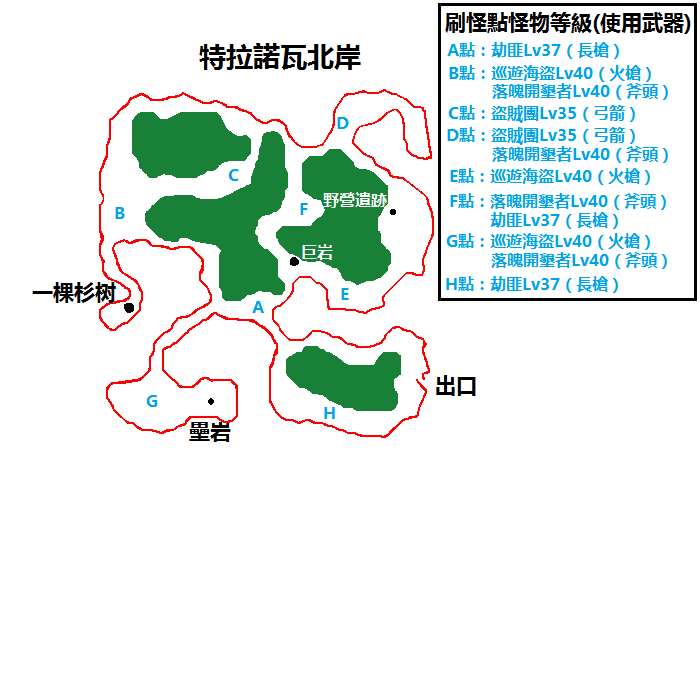 刷怪點怪物等級(使用武器)
A點：劫匪Lv37（長槍）
B點：巡遊海盜Lv40（火槍）
落魄開墾者Lv40（斧頭）
C點：盜賊團Lv35（弓箭）
D點：盜賊團Lv35（弓箭）
落魄開墾者Lv40（斧頭）
E點：巡遊海盜Lv40（火槍）
F點：落魄開墾者Lv40（斧頭）
劫匪Lv37（長槍）
G點：巡遊海盜Lv40（火槍）
落魄開墾者Lv40（斧頭）
H點：劫匪Lv37（長槍）
特拉諾瓦北岸
D
C
野營遺跡
B
F
巨岩
一棵杉树
E
A
出口
G
H
壘岩